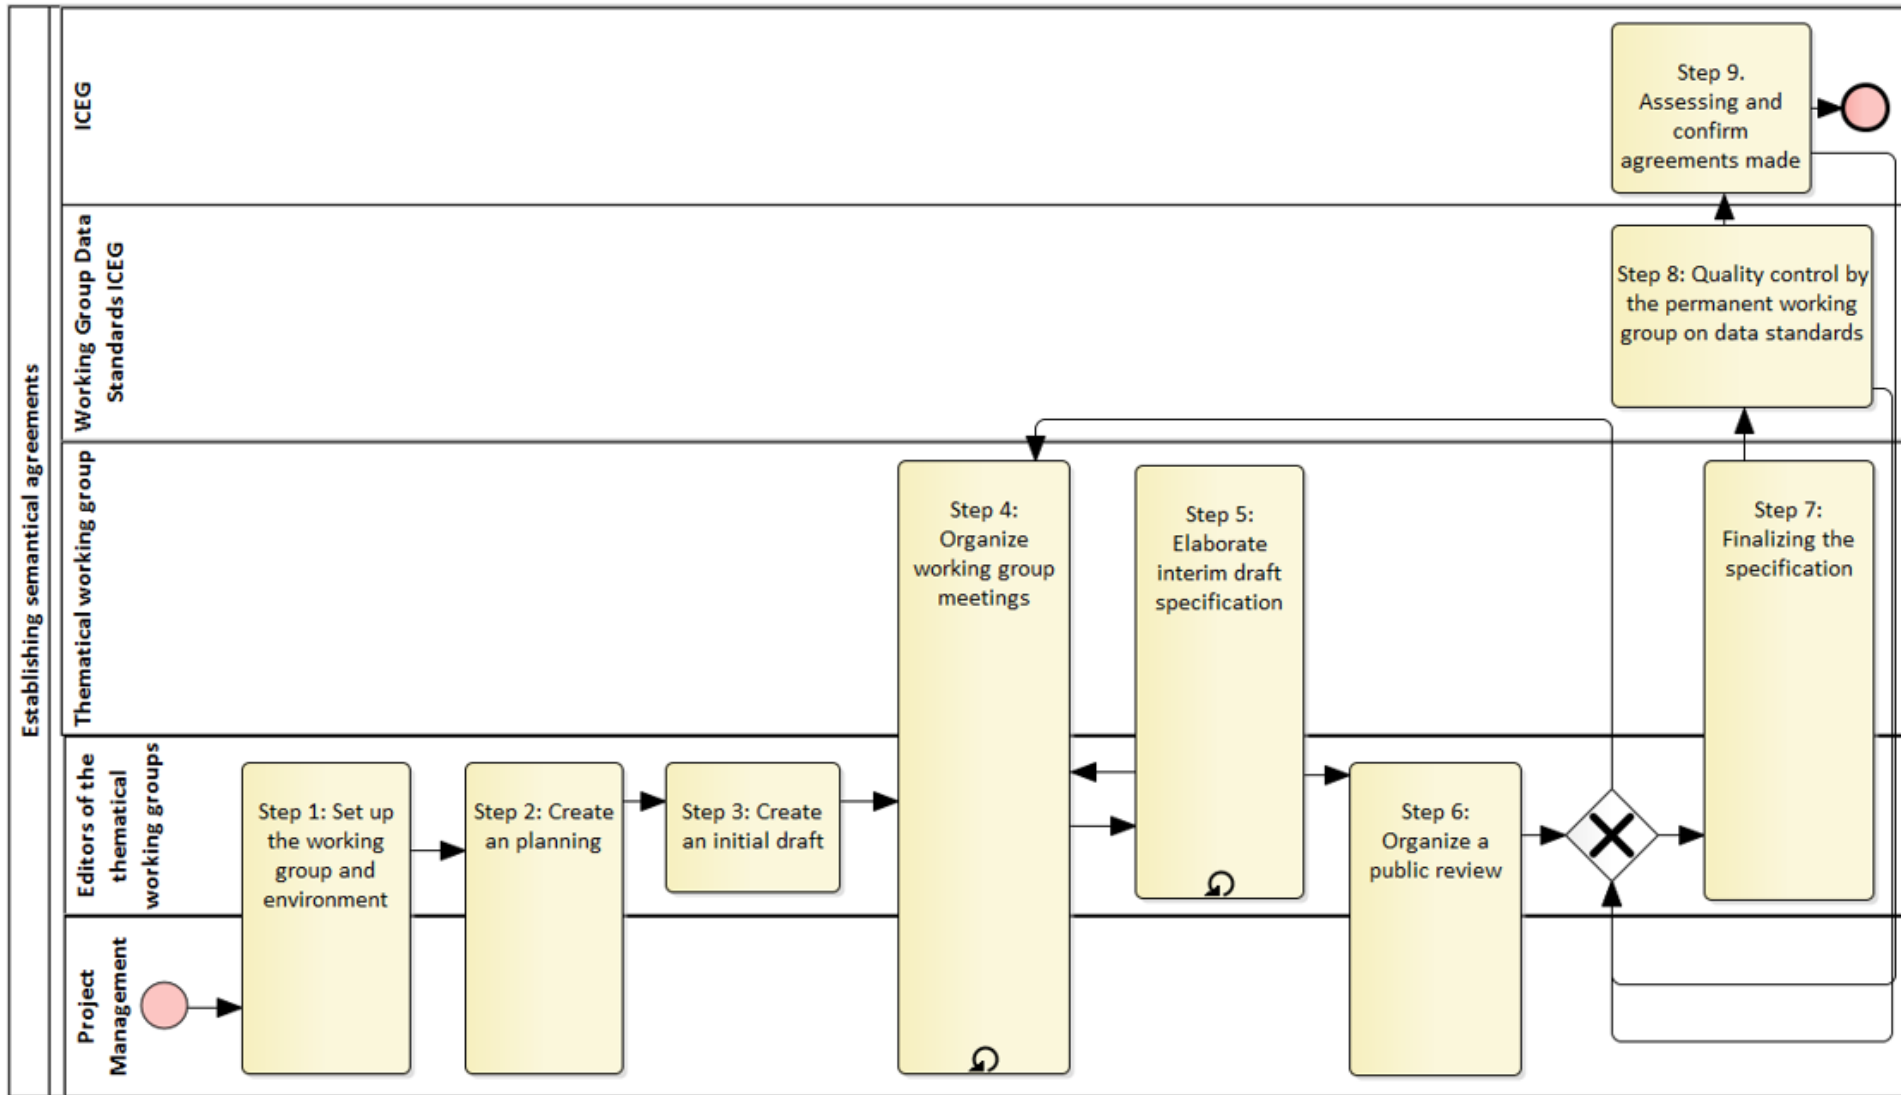 Establishing semantical agreements
ICEG
Working Group Data
Standards ICEG
Thematical working group
Editors of the
thematical
working groups
Project
Management
Step 1: Set up
the working
group and
environment
Step 2: Create
an planning
Step 3: Create
an initial draft
Step 4:
Organize
working group
meetings
Step 5:
Elaborate
interim draft
specification
Step 6:
Organize a
public review
Step 7:
Finalizing the
specification
Step 8: Quality control by
the permanent working
group on data standards
Step 9.
Assessing and
confirm
agreements made